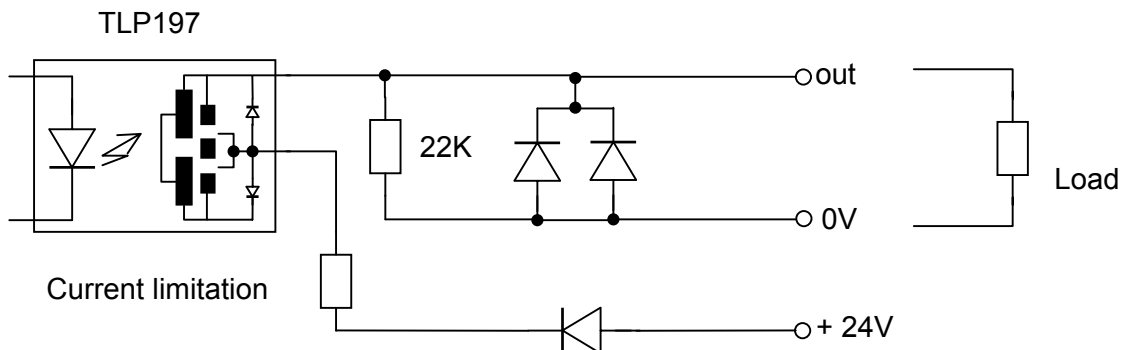 TLP197
out
22K
Load
0V
Current limitation
+ 24V